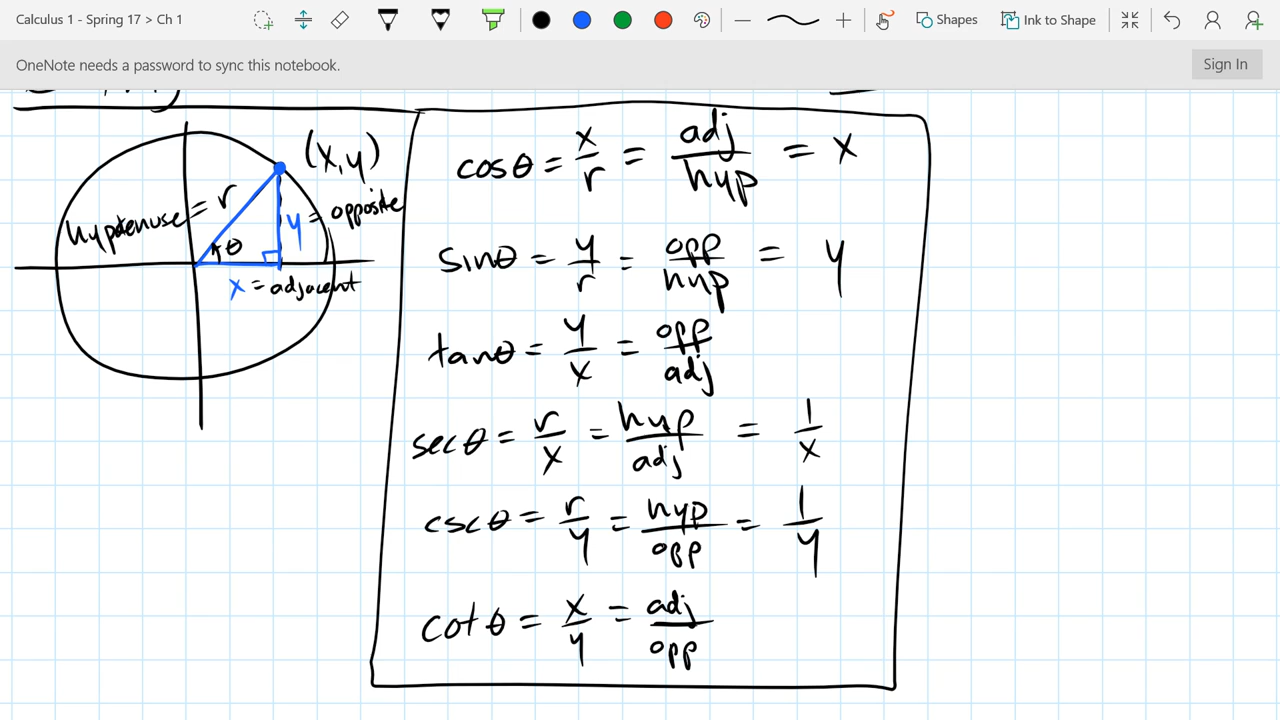 Calculus 1 - Spring 17 > Ch 1
Shapes
Ink to Shape
OneNote needs a password to sync this notebook.
Sign In
(x,y)
hypotenuse = r
y = opposite
θ
x = adjacent
cosθ = x/r = adj/hyp = x
sinθ = y/r = opp/hyp = y
tanθ = y/x = opp/adj
secθ = r/x = hyp/adj = 1/x
cscθ = r/y = hyp/opp = 1/y
cotθ = x/y = adj/opp